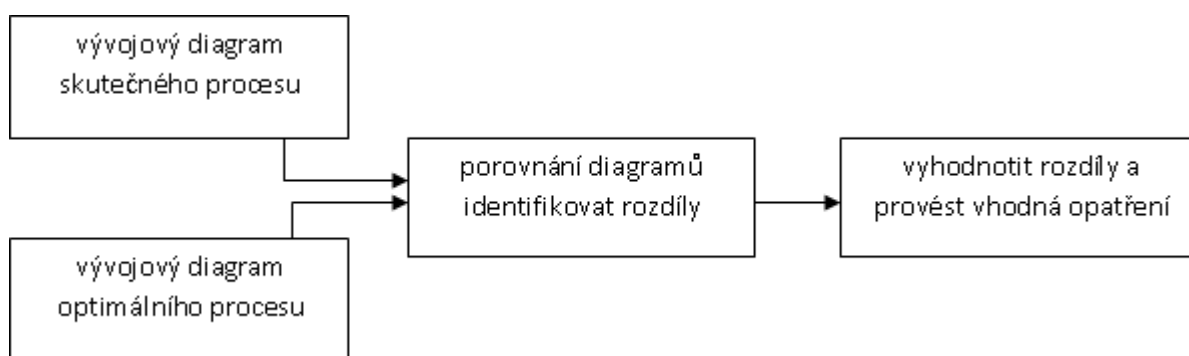 vývojový diagram
skutečného procesu
vývojový diagram
optimálního procesu
porovnání diagramů
identifikovat rozdíly
vyhodnotit rozdíly a
provést vhodná opatření